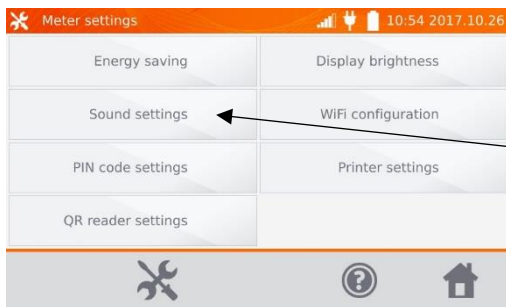 Meter settings 10:54 2017.10.26
Energy saving Display brightness
Sound settings WiFi configuration
PIN code settings Printer settings
QR reader settings
?